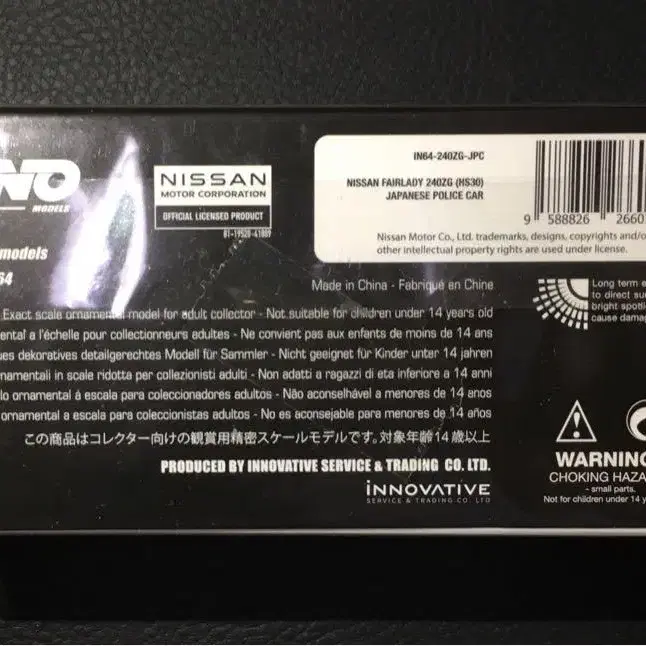 NO
MODELS
models
64
NISSAN
MOTOR CORPORATION
OFFICIAL LICENSED PRODUCT
IN64-240ZG-JPC
NISSAN FAIRLADY 240ZG (HS30)
JAPANESE POLICE CAR
9 588826 2660
Nissan Motor Co., Ltd. trademarks, designs, copyrights and/o
other intellectual property rights are used under license.
Made in China - Fabriqué en Chine
Long term e
to direct su
bright spotli
cause dama
Exact scale ornamental model for adult collector - Not suitable for children under 14 years old
mental a l'échelle pour collectionneurs adultes - Ne convient pas aux enfants de moins de 14 ans
ues dekoratives detailgerechtes Modell für Sammler - Nicht geeignet für Kinder unter 14 jahren
namentali in scale ridotta per collezionisti adulti - Non adatti a ragazzi di eta inferiore a 14 anni
lo ornamental à escala para coleccionadores adultos - Não aconselhável a menores de 14 anos
ornamental a escala para coleccionistas adultos - No es aconsejable para menores de 14 años
この商品はコレクター向けの観賞用精密スケールモデルです。対象年齢14歳以上
PRODUCED BY INNOVATIVE SERVICE & TRADING CO. LTD.
INNOVATIVE
SERVICE & TRADING CO. LTD
WARNING
CHOKING HAZA
- small parts.
Not for children under 14 y